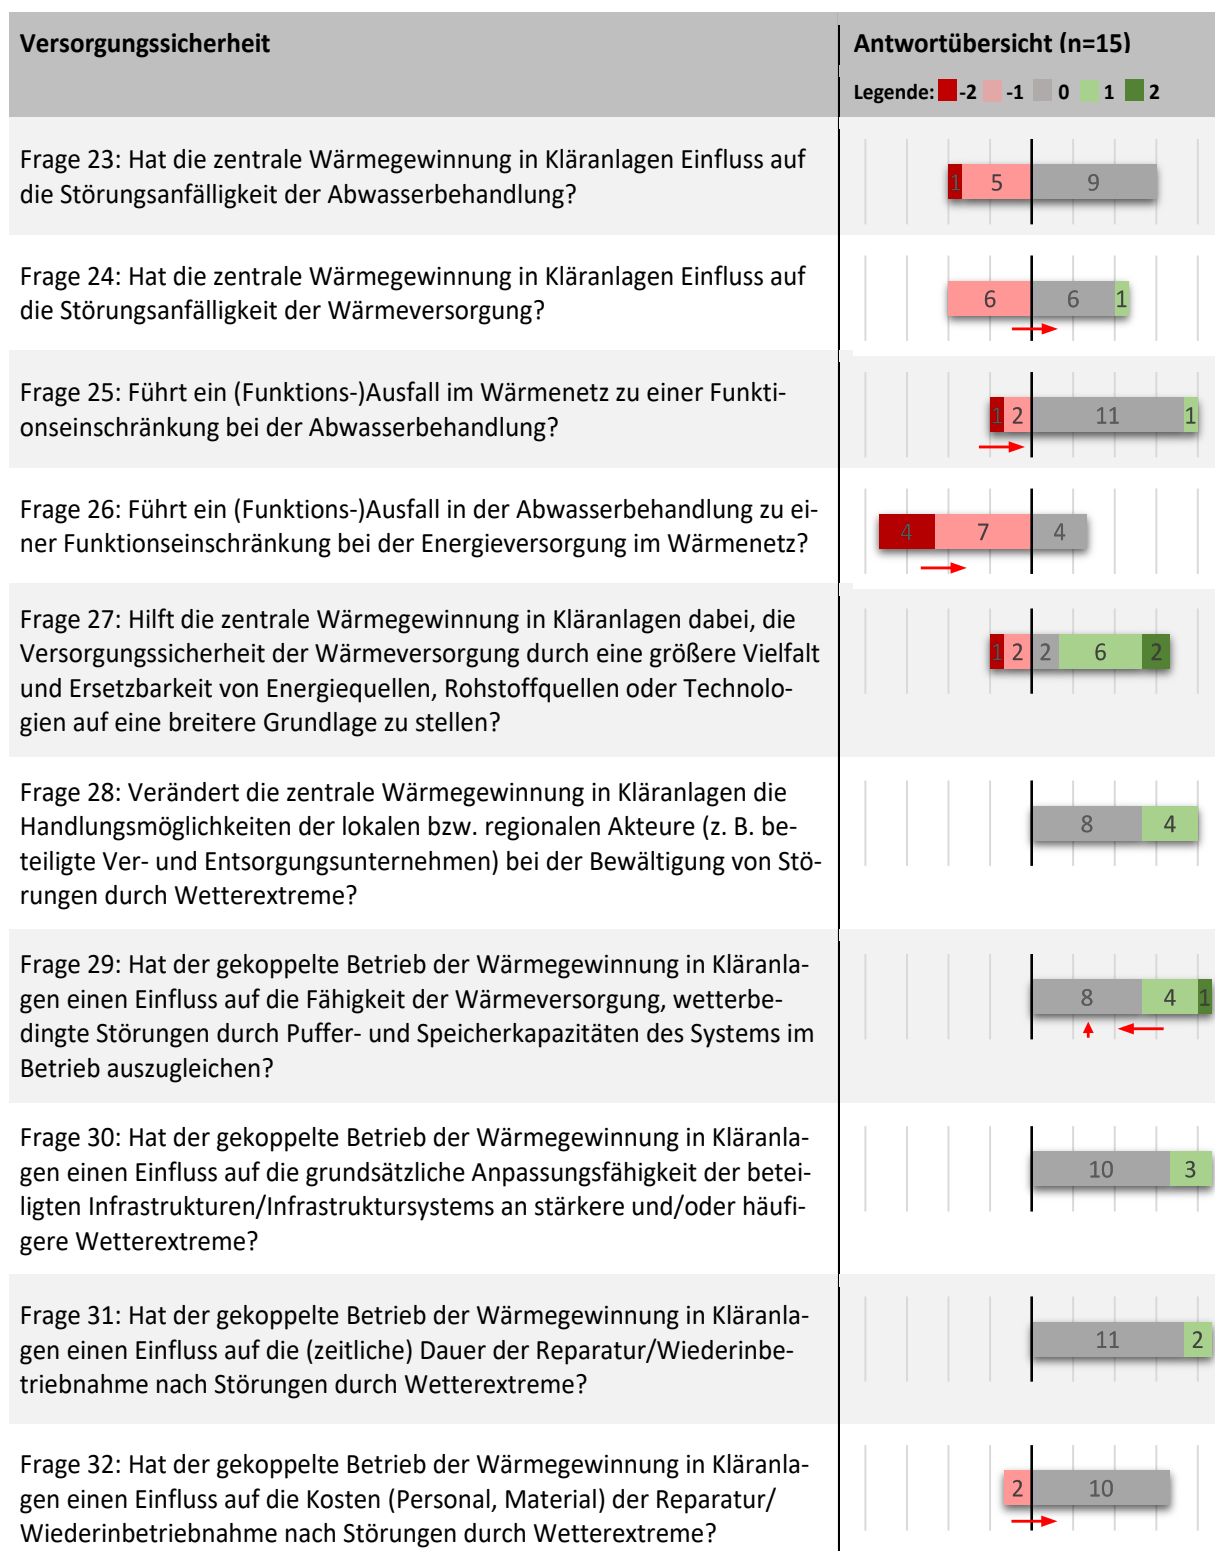 Versorgungssicherheit
Antwortübersicht (n=15)
Legende: -2 -1 0 1 2
Frage 23: Hat die zentrale Wärmegewinnung in Kläranlagen Einfluss auf
die Störungsanfälligkeit der Abwasserbehandlung?
1 5 9
Frage 24: Hat die zentrale Wärmegewinnung in Kläranlagen Einfluss auf
die Störungsanfälligkeit der Wärmeversorgung?
6 6 1
Frage 25: Führt ein (Funktions-)Ausfall im Wärmenetz zu einer Funkti-
onseinschränkung bei der Abwasserbehandlung?
1 2 11 1
Frage 26: Führt ein (Funktions-)Ausfall in der Abwasserbehandlung zu ei-
ner Funktionseinschränkung bei der Energieversorgung im Wärmenetz?
4 7 4
Frage 27: Hilft die zentrale Wärmegewinnung in Kläranlagen dabei, die
Versorgungssicherheit der Wärmeversorgung durch eine größere Vielfalt
und Ersetzbarkeit von Energiequellen, Rohstoffquellen oder Technolo-
gien auf eine breitere Grundlage zu stellen?
1 2 2 6 2
Frage 28: Verändert die zentrale Wärmegewinnung in Kläranlagen die
Handlungsmöglichkeiten der lokalen bzw. regionalen Akteure (z. B. be-
teiligte Ver- und Entsorgungsunternehmen) bei der Bewältigung von Stö-
rungen durch Wetterextreme?
8 4
Frage 29: Hat der gekoppelte Betrieb der Wärmegewinnung in Kläranla-
gen einen Einfluss auf die Fähigkeit der Wärmeversorgung, wetterbe-
dingte Störungen durch Puffer- und Speicherkapazitäten des Systems im
Betrieb auszugleichen?
8 4 1
Frage 30: Hat der gekoppelte Betrieb der Wärmegewinnung in Kläranla-
gen einen Einfluss auf die grundsätzliche Anpassungsfähigkeit der betei-
ligten Infrastrukturen/Infrastruktursystems an stärkere und/oder häufi-
gere Wetterextreme?
10 3
Frage 31: Hat der gekoppelte Betrieb der Wärmegewinnung in Kläranla-
gen einen Einfluss auf die (zeitliche) Dauer der Reparatur/Wiederinbe-
triebnahme nach Störungen durch Wetterextreme?
11 2
Frage 32: Hat der gekoppelte Betrieb der Wärmegewinnung in Kläranla-
gen einen Einfluss auf die Kosten (Personal, Material) der Reparatur/
Wiederinbetriebnahme nach Störungen durch Wetterextreme?
2 10